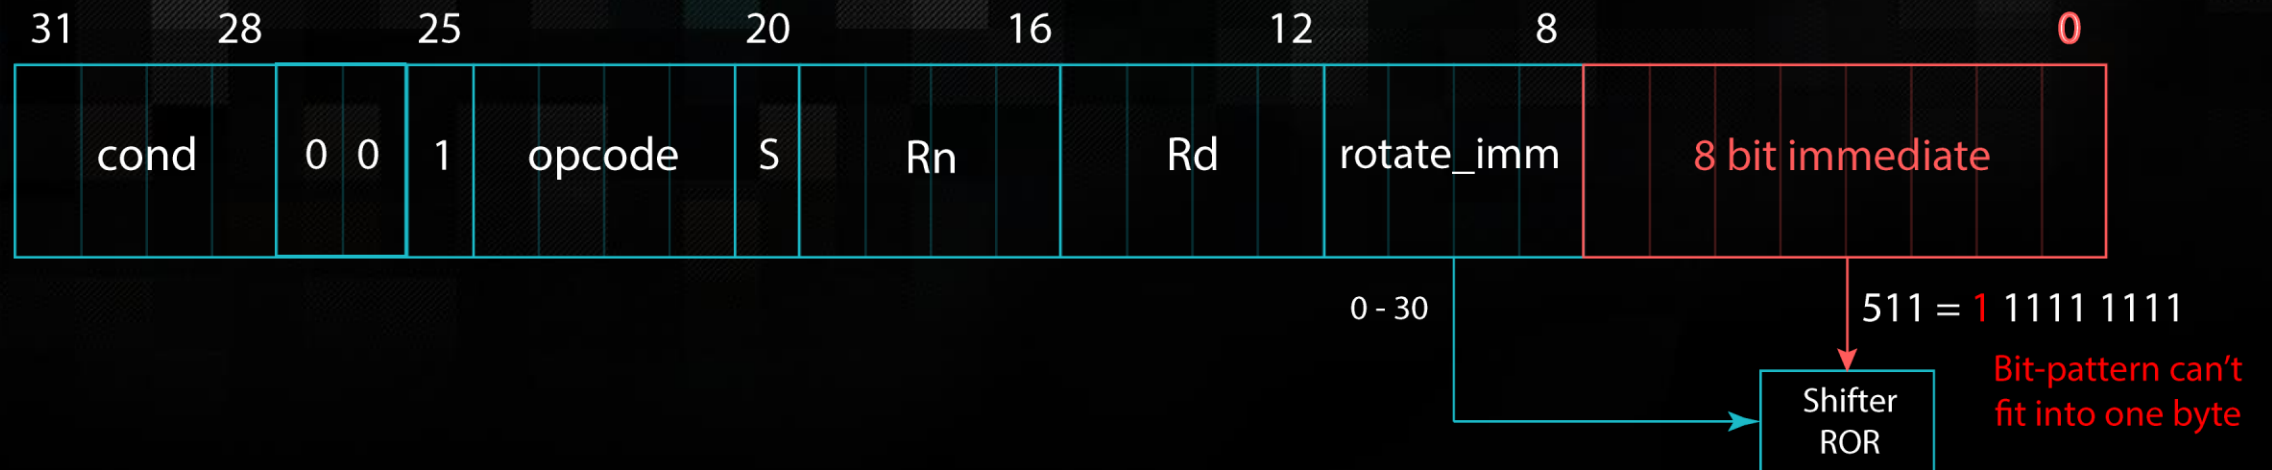 31 28 25 20 16 12 8 0
cond 0 0 1 opcode S Rn Rd rotate_imm 8 bit immediate
0 - 30
511 = 1 1111 1111
Bit-pattern can't
fit into one byte
Shifter
ROR